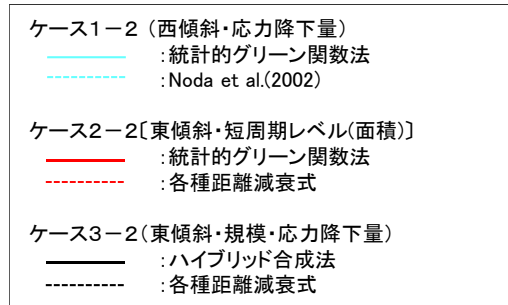 ケース1-2 (西傾斜・応力降下量)
:統計的グリーン関数法
:Noda et al.(2002)
ケース2-2〔東傾斜・短周期レベル(面積)〕
:統計的グリーン関数法
:各種距離減衰式
ケース3-2(東傾斜・規模・応力降下量)
:ハイブリッド合成法
:各種距離減衰式